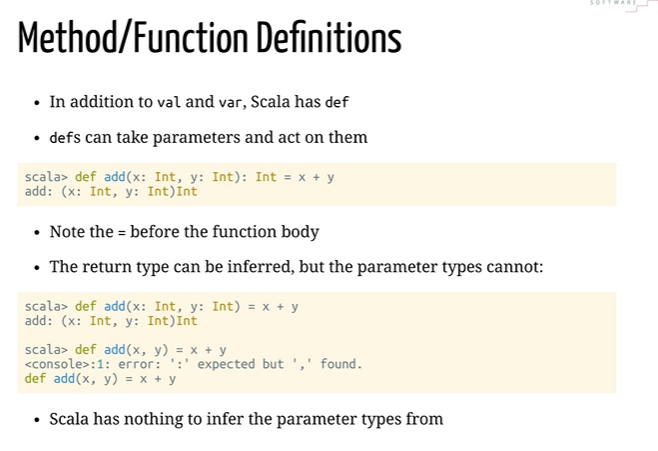 SOFTWARE
Method/Function Definitions
• In addition to val and var, Scala has def
• defs can take parameters and act on them
scala> def add(x: Int, y: Int): Int = x + y
add: (x: Int, y: Int)Int
• Note the = before the function body
• The return type can be inferred, but the parameter types cannot:
scala> def add(x: Int, y: Int) = x + y
add: (x: Int, y: Int)Int
scala> def add(x, y) = x + y
<console>:1: error: ':' expected but ',' found.
def add(x, y) = x + y
• Scala has nothing to infer the parameter types from